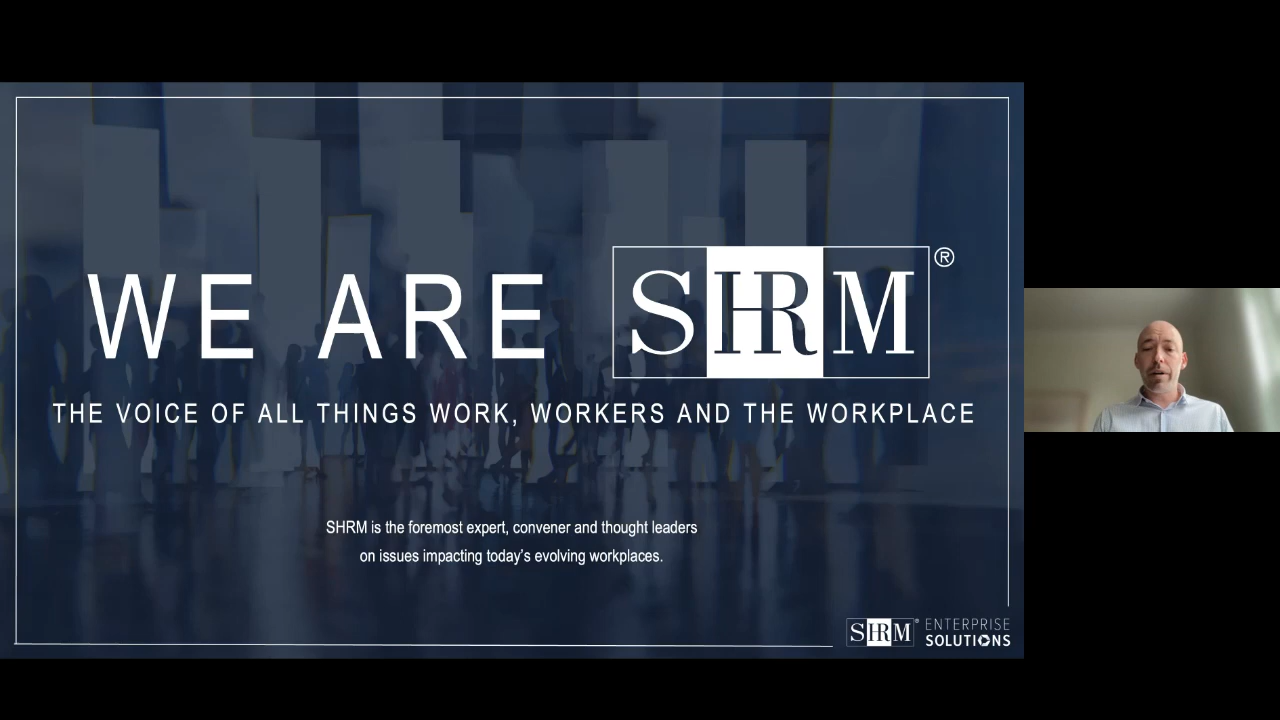 WE ARE SHRM®
THE VOICE OF ALL THINGS WORK, WORKERS AND THE WORKPLACE
SHRM is the foremost expert, convener and thought leaders
on issues impacting today's evolving workplaces.
SHRM® ENTERPRISE
SOLUTIONS